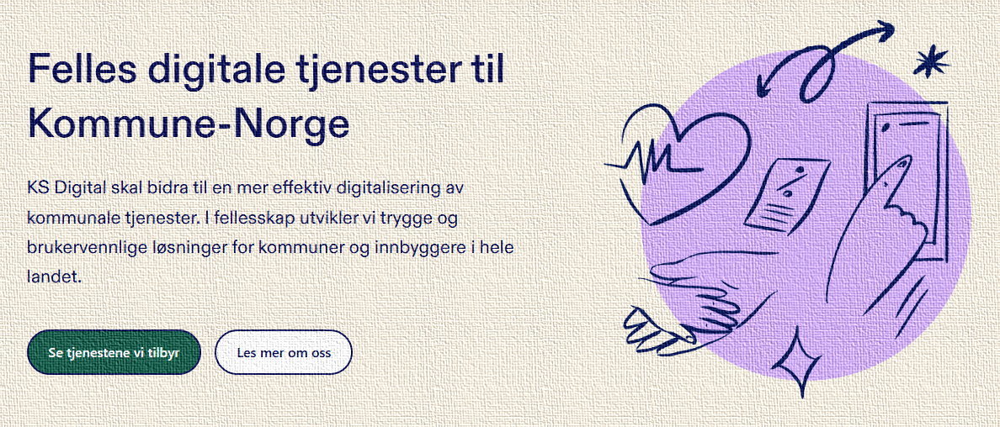 Felles digitale tjenester til
Kommune-Norge
KS Digital skal bidra til en mer effektiv digitalisering av
kommunale tjenester. I fellesskap utvikler vi trygge og
brukervennlige løsninger for kommuner og innbyggere i hele
landet.
Se tjenestene vi tilbyr
Les mer om oss